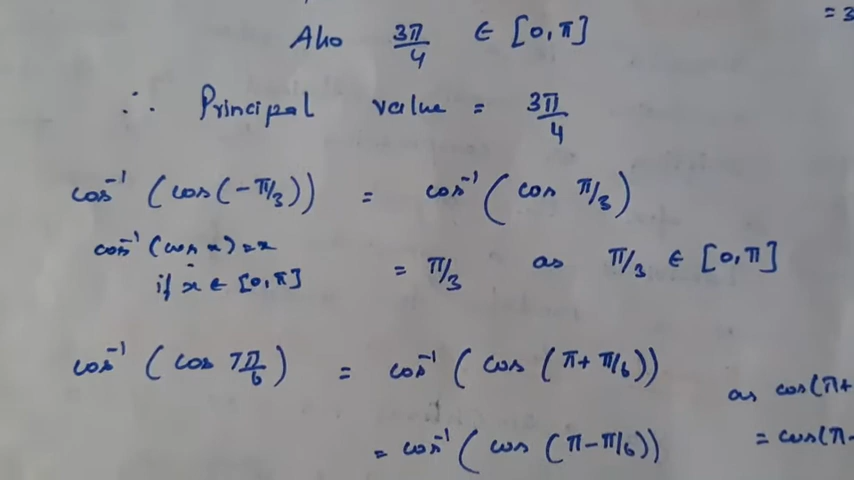 = 3
Also 3π/4 ∈ [0,π]
∴ Principal value = 3π/4
cos⁻¹(cos(-π/3)) = cos⁻¹(cos π/3)
cos⁻¹(cos x) = x
if x ∈ [0,π]
= π/3 as π/3 ∈ [0,π]
cos⁻¹(cos 7π/6) = cos⁻¹(cos(π+π/6))
as cos(π+
= cos⁻¹(cos(π-π/6))
= cos(π-